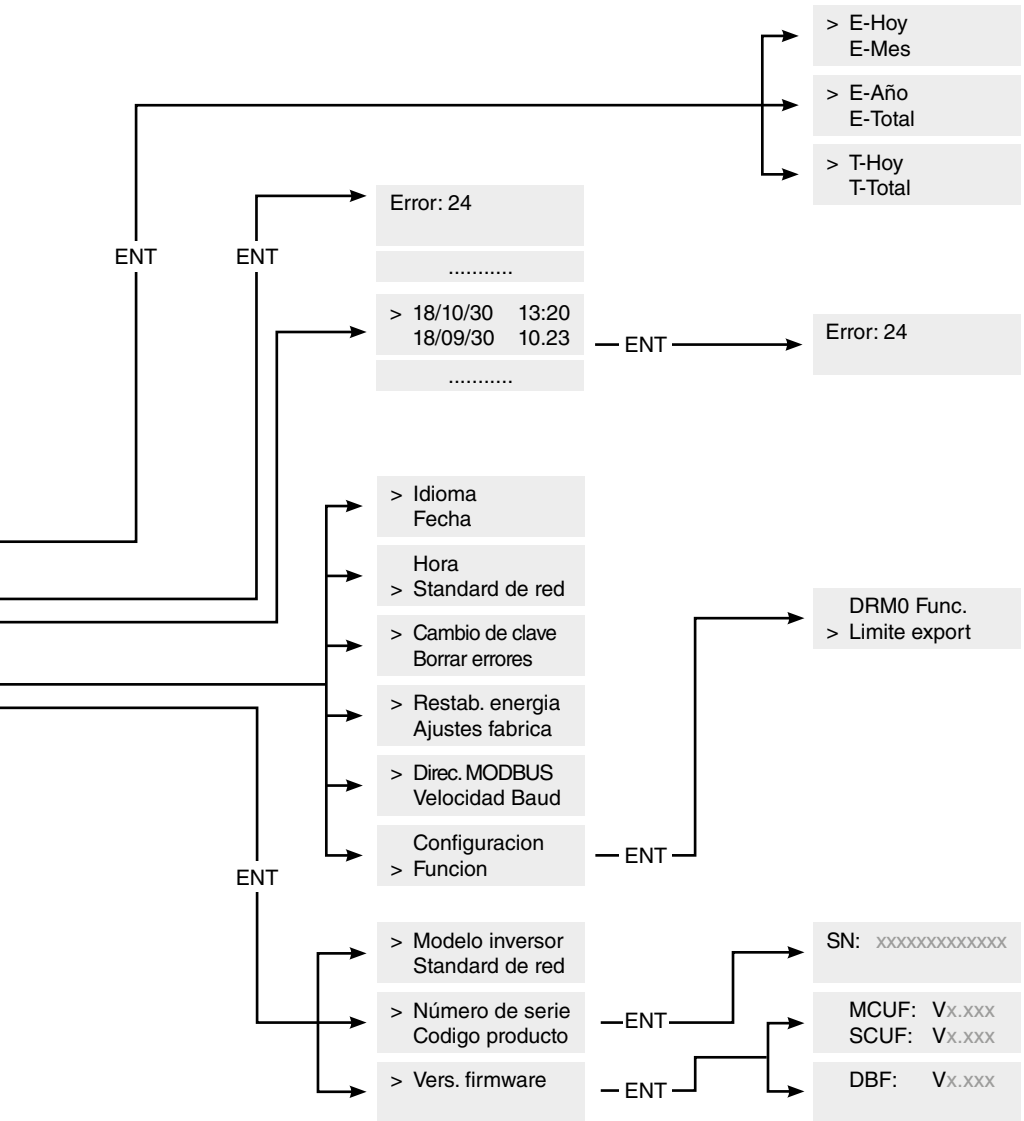 > E-Hoy
E-Mes
> E-Año
E-Total
> T-Hoy
T-Total
Error: 24
ENT
ENT
...........
> 18/10/30 13:20
18/09/30 10.23
ENT
Error: 24
...........
> Idioma
Fecha
Hora
> Standard de red
> Cambio de clave
Borrar errores
DRM0 Func.
> Limite export
> Restab. energia
Ajustes fabrica
> Direc. MODBUS
Velocidad Baud
Configuracion
> Funcion
ENT
ENT
> Modelo inversor
Standard de red
SN: xxxxxxxxxxxxx
> Número de serie
Codigo producto
ENT
MCUF: Vx.xxx
SCUF: Vx.xxx
> Vers. firmware
ENT
DBF: Vx.xxx